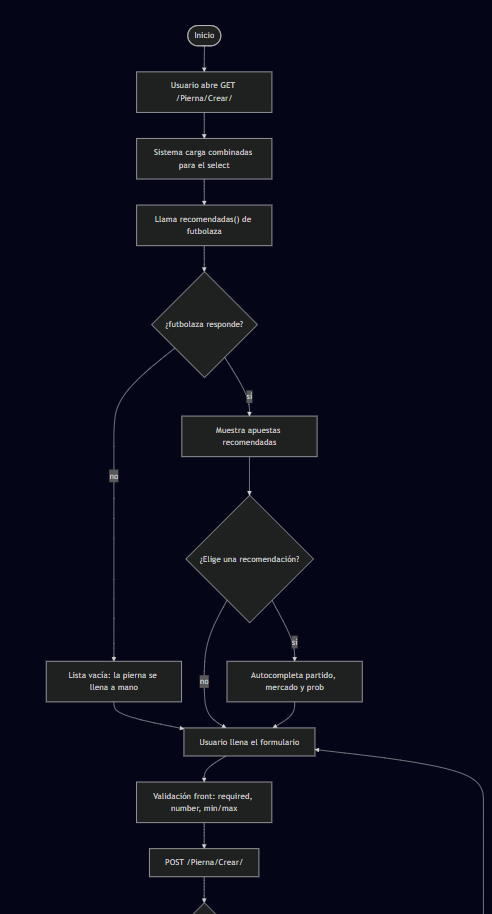 Inicio
Usuario abre GET
/Pierna/Crear/
Sistema carga combinadas
para el select
Llama recomendadas() de
futbolaza
¿futbolaza responde?
sí
Muestra apuestas
recomendadas
no
¿Elige una recomendación?
sí
Lista vacía: la pierna se
llena a mano
no
Autocompleta partido,
mercado y prob
Usuario llena el formulario
Validación front: required,
number, min/max
POST /Pierna/Crear/